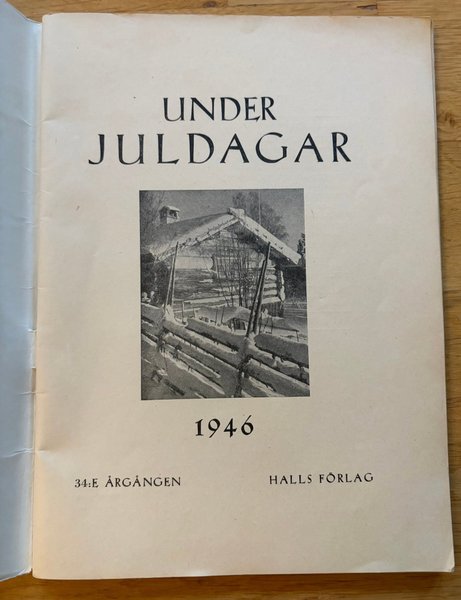 UNDER
JULDAGAR
1946
34:E ÅRGÅNGEN HALLS FÖRLAG